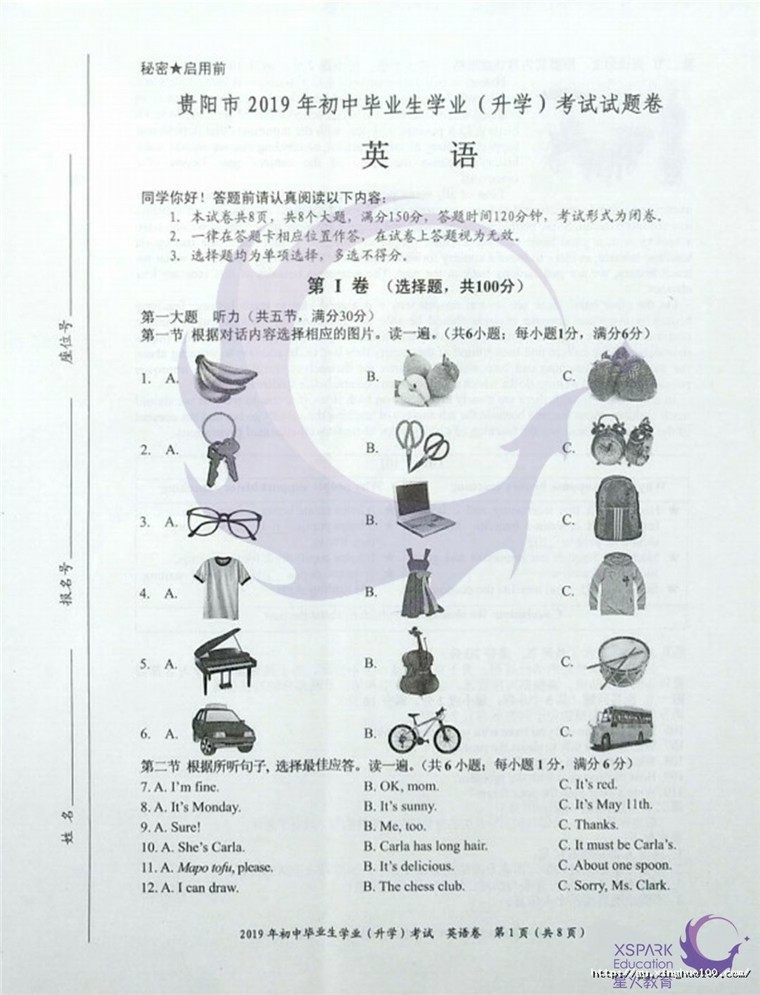 秘密★启用前
贵阳市2019年初中毕业生学业（升学）考试试题卷
英 语
同学你好！答题前请认真阅读以下内容：
1. 本试卷共8页，共8个大题，满分150分，答题时间120分钟，考试形式为闭卷。
2. 一律在答题卡相应位置作答，在试卷上答题视为无效。
3. 选择题均为单项选择，多选不得分。
第 I 卷 （选择题，共100分）
第一大题 听力（共五节，满分30分）
第一节 根据对话内容选择相应的图片。读一遍。（共6小题；每小题1分，满分6分）
1. A. B. C.
2. A. B. C.
3. A. B. C.
4. A. B. C.
5. A. B. C.
6. A. B. C.
第二节 根据所听句子，选择最佳应答。读一遍。（共6小题；每小题1分，满分6分）
7. A. I'm fine. B. OK, mom. C. It's red.
8. A. It's Monday. B. It's sunny. C. It's May 11th.
9. A. Sure! B. Me, too. C. Thanks.
10. A. She's Carla. B. Carla has long hair. C. It must be Carla's.
11. A. Mapo tofu, please. B. It's delicious. C. About one spoon.
12. A. I can draw. B. The chess club. C. Sorry, Ms. Clark.
2019年初中毕业生学业（升学）考试 英语卷 第1页（共8页）
座位号
报名号
姓名
XSPARK
Education
星火教育